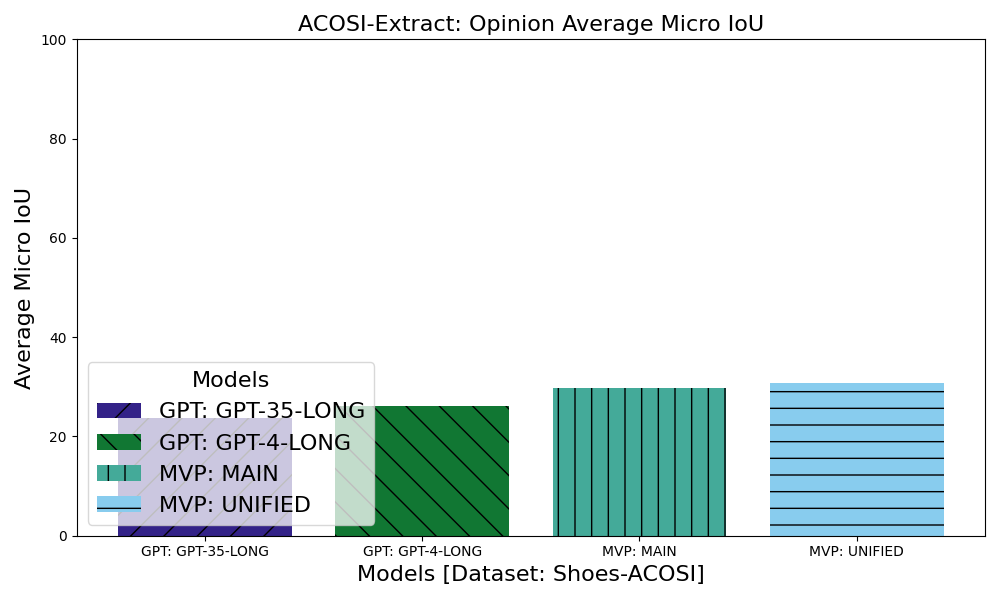 ACOSI-Extract: Opinion Average Micro IoU
Average Micro IoU
100
80
60
40
20
0
Models
GPT: GPT-35-LONG
GPT: GPT-4-LONG
MVP: MAIN
MVP: UNIFIED
GPT: GPT-35-LONG
GPT: GPT-4-LONG
MVP: MAIN
MVP: UNIFIED
Models [Dataset: Shoes-ACOSI]